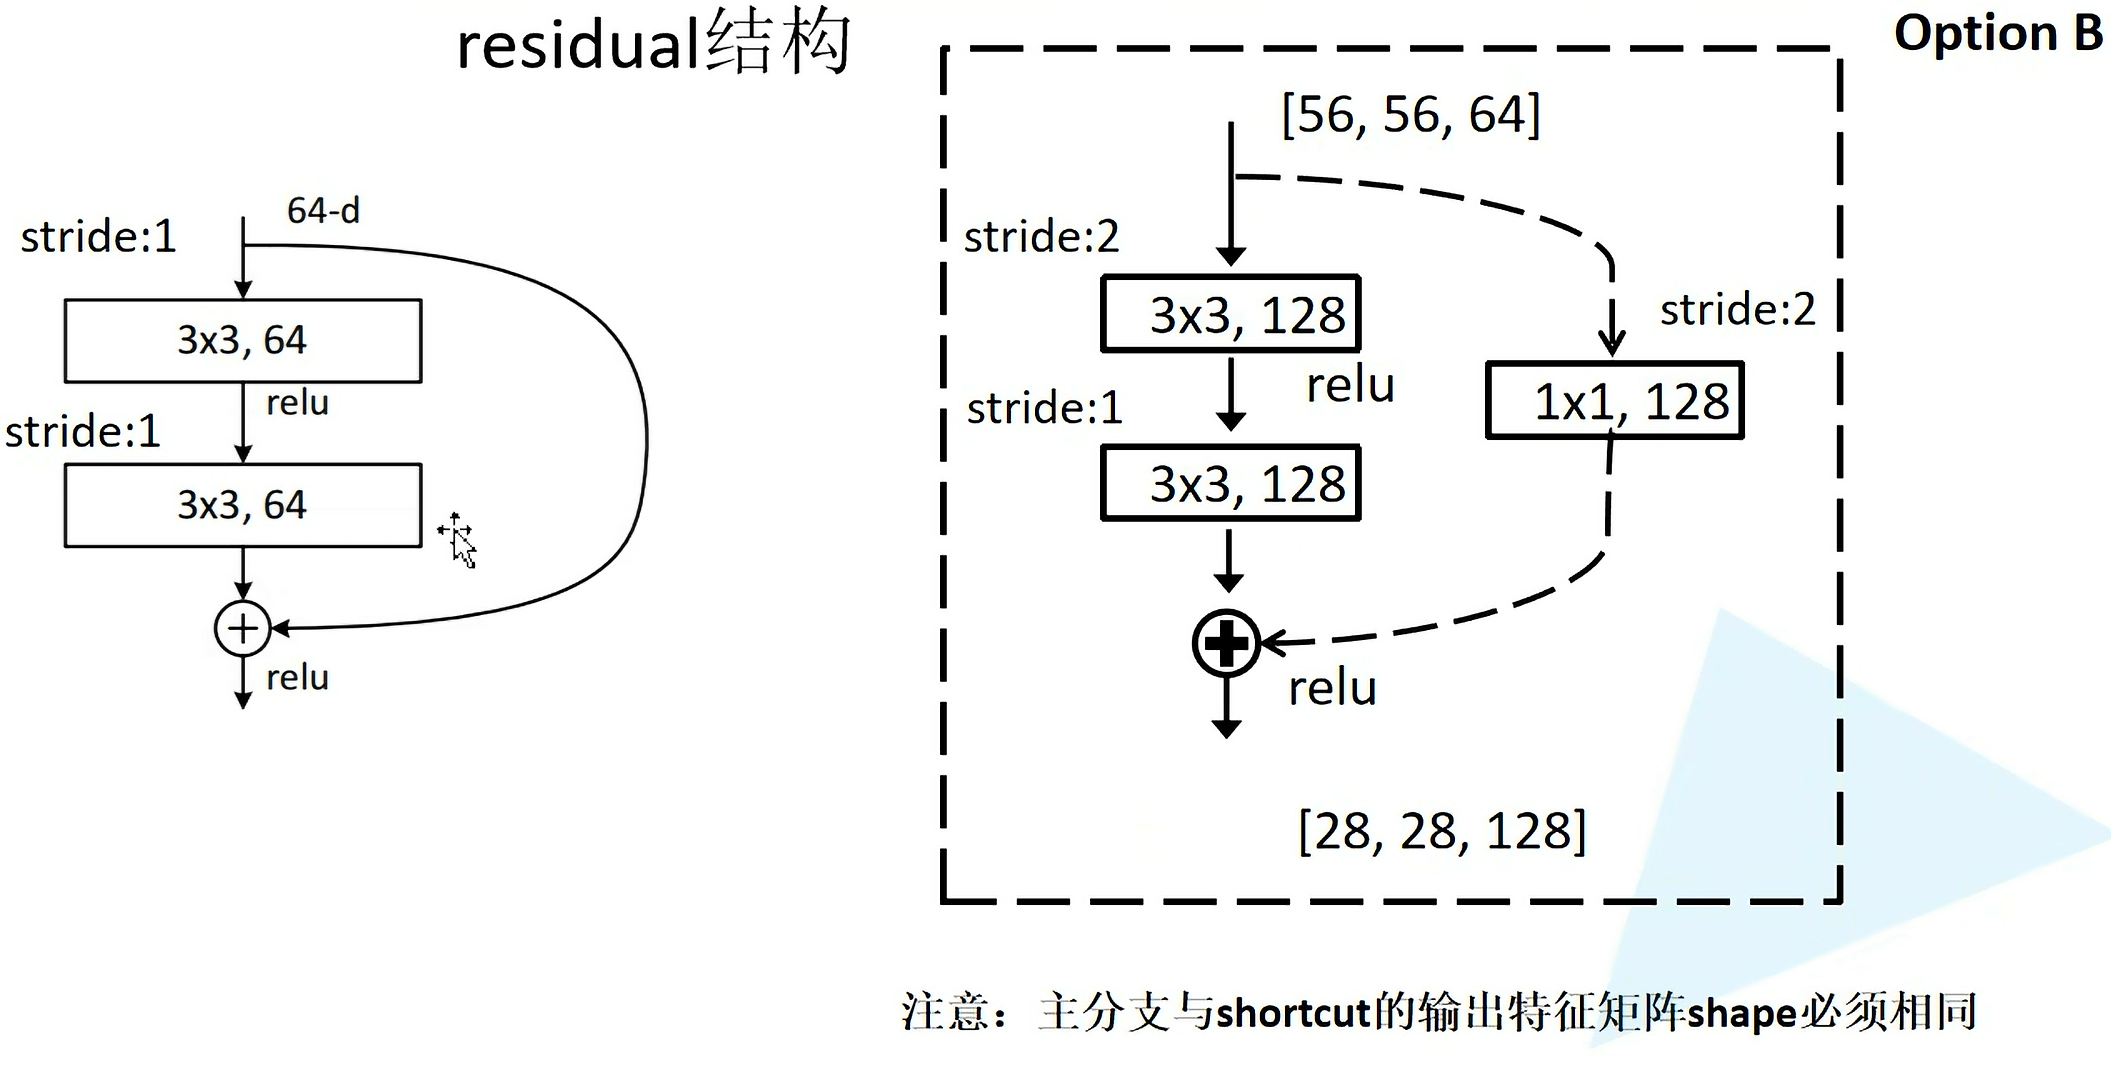 residual结构
Option B
64-d
stride:1
3x3, 64
relu
stride:1
3x3, 64
relu
[56, 56, 64]
stride:2
3x3, 128
stride:2
relu
1x1, 128
stride:1
3x3, 128
relu
[28, 28, 128]
注意：主分支与shortcut的输出特征矩阵shape必须相同